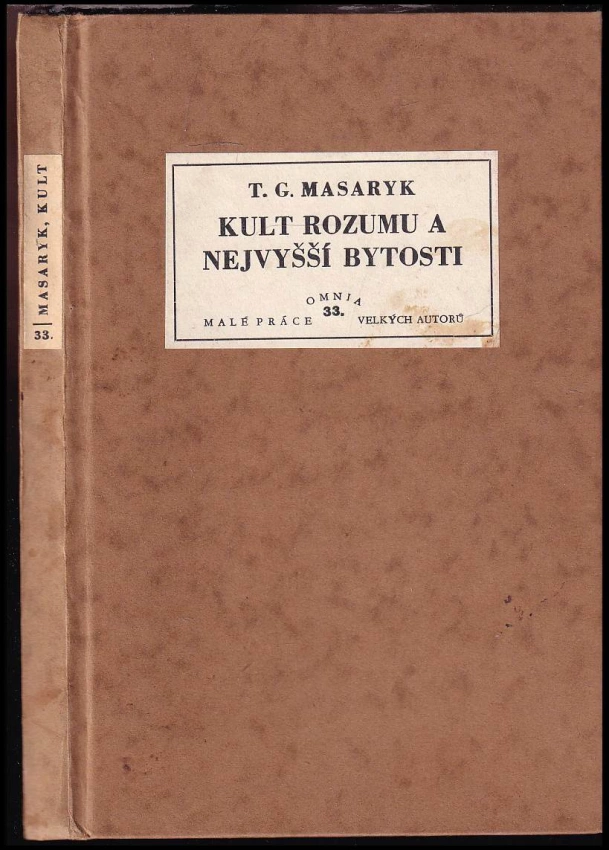 T. G. MASARYK
KULT ROZUMU A
NEJVYŠŠÍ BYTOSTI
OMNIA
MALÉ PRÁCE 33. VELKÝCH AUTORŮ
33. MASARYK, KULT